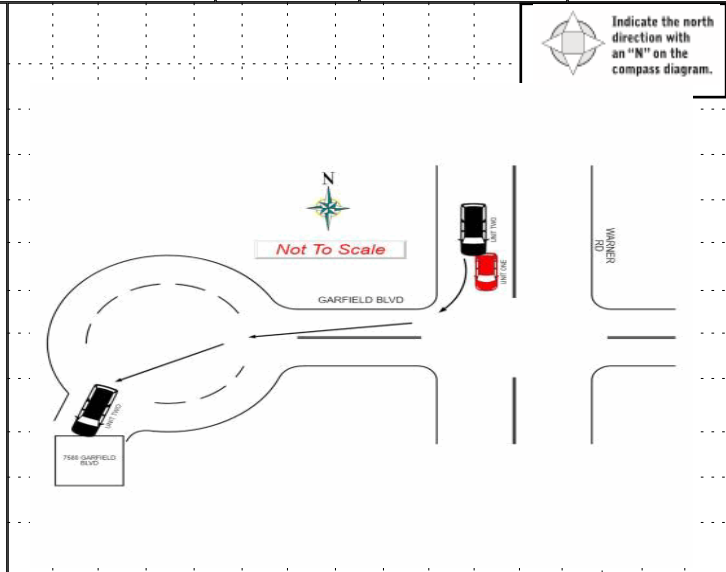 Indicate the north
direction with
an "N" on the
compass diagram.
N
Not To Scale
UNIT TWO
UNIT ONE
WARNER
RD
GARFIELD BLVD
UNIT TWO
7580 GARFIELD
BLVD